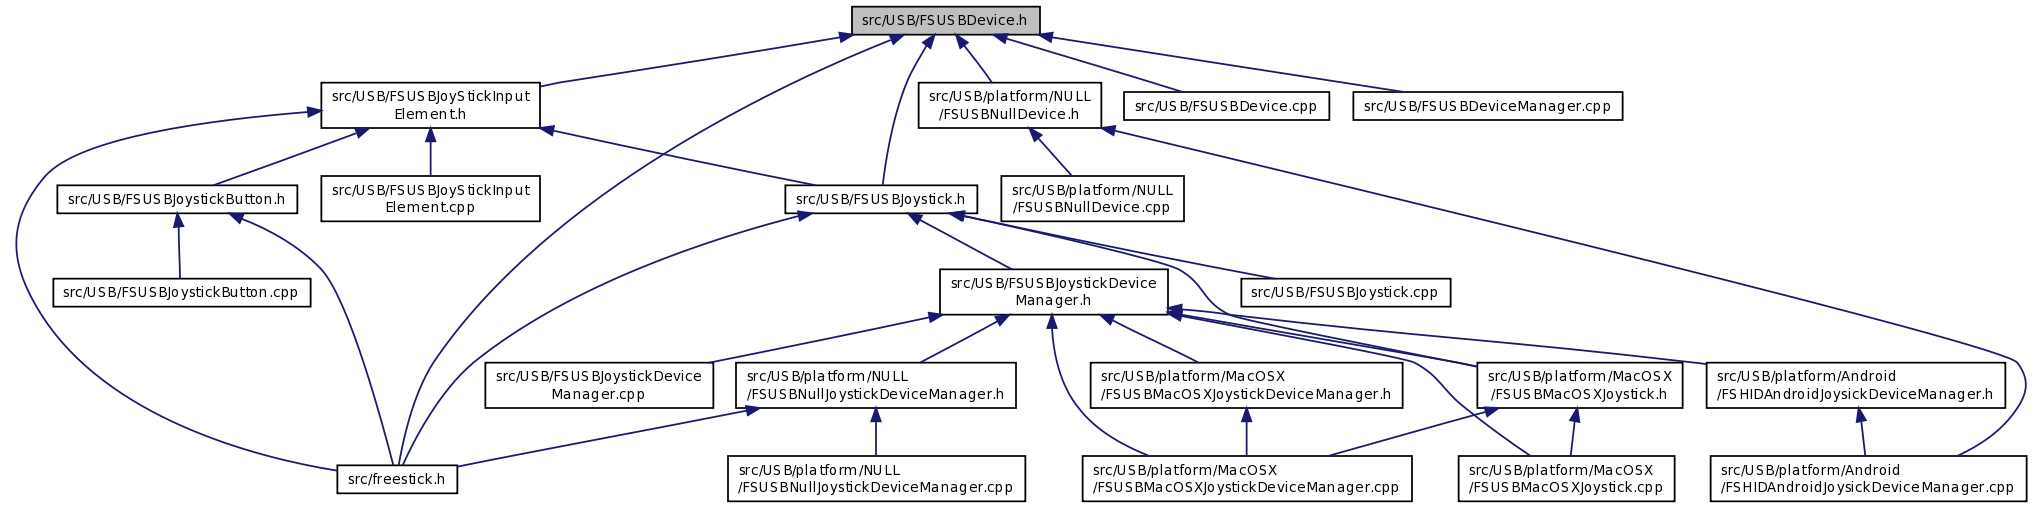 src/USB/FSUSBDevice.h
src/USB/FSUSBJoyStickInput
Element.h
src/USB/platform/NULL
/FSUSBNullDevice.h
src/USB/FSUSBDevice.cpp
src/USB/FSUSBDeviceManager.cpp
src/USB/FSUSBJoystickButton.h
src/USB/FSUSBJoyStickInput
Element.cpp
src/USB/FSUSBJoystick.h
src/USB/platform/NULL
/FSUSBNullDevice.cpp
src/USB/FSUSBJoystickButton.cpp
src/USB/FSUSBJoystickDevice
Manager.h
src/USB/FSUSBJoystick.cpp
src/USB/FSUSBJoystickDevice
Manager.cpp
src/USB/platform/NULL
/FSUSBNullJoystickDeviceManager.h
src/USB/platform/MacOSX
/FSUSBMacOSXJoystickDeviceManager.h
src/USB/platform/MacOSX
/FSUSBMacOSXJoystick.h
src/USB/platform/Android
/FSHIDAndroidJoysickDeviceManager.h
src/freestick.h
src/USB/platform/NULL
/FSUSBNullJoystickDeviceManager.cpp
src/USB/platform/MacOSX
/FSUSBMacOSXJoystickDeviceManager.cpp
src/USB/platform/MacOSX
/FSUSBMacOSXJoystick.cpp
src/USB/platform/Android
/FSHIDAndroidJoysickDeviceManager.cpp